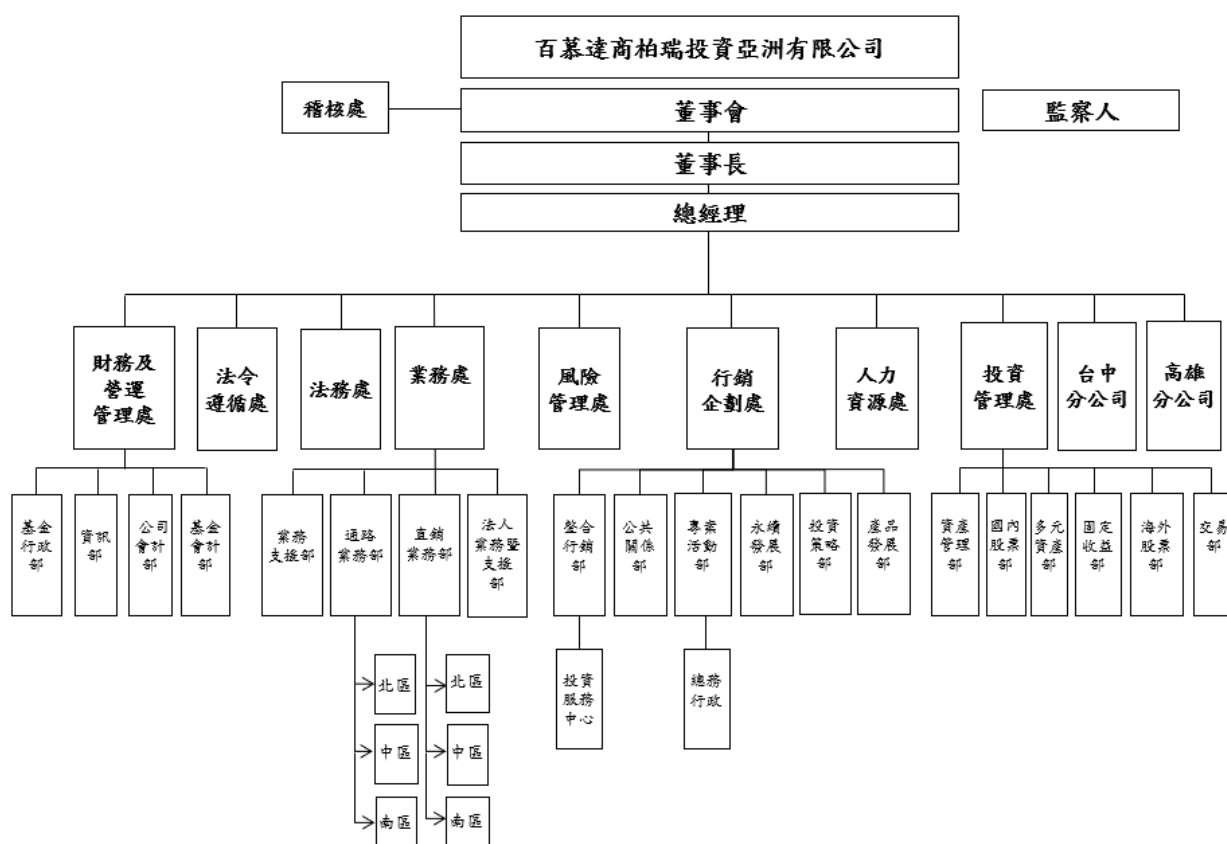 百慕達商柏瑞投資亞洲有限公司
稽核處
董事會
監察人
董事長
總經理
財務及
營運
管理處
法令
遵循處
法務處
業務處
風險
管理處
行銷
企劃處
人力
資源處
投資
管理處
台中
分公司
高雄
分公司
基金
行政
部
資訊
部
公司
會計
部
基金
會計
部
業務
支援部
通路
業務部
直銷
業務部
法人
業務暨
支援
部
整合
行銷
部
公共
關係
部
專案
活動
部
永續
發展
部
投資
策略
部
產品
發展
部
資產
管理
部
國內
股票
部
多元
資產
部
固定
收益
部
海外
股票
部
交易
部
北區
中區
南區
北區
中區
南區
投資
服務
中心
總務
行政